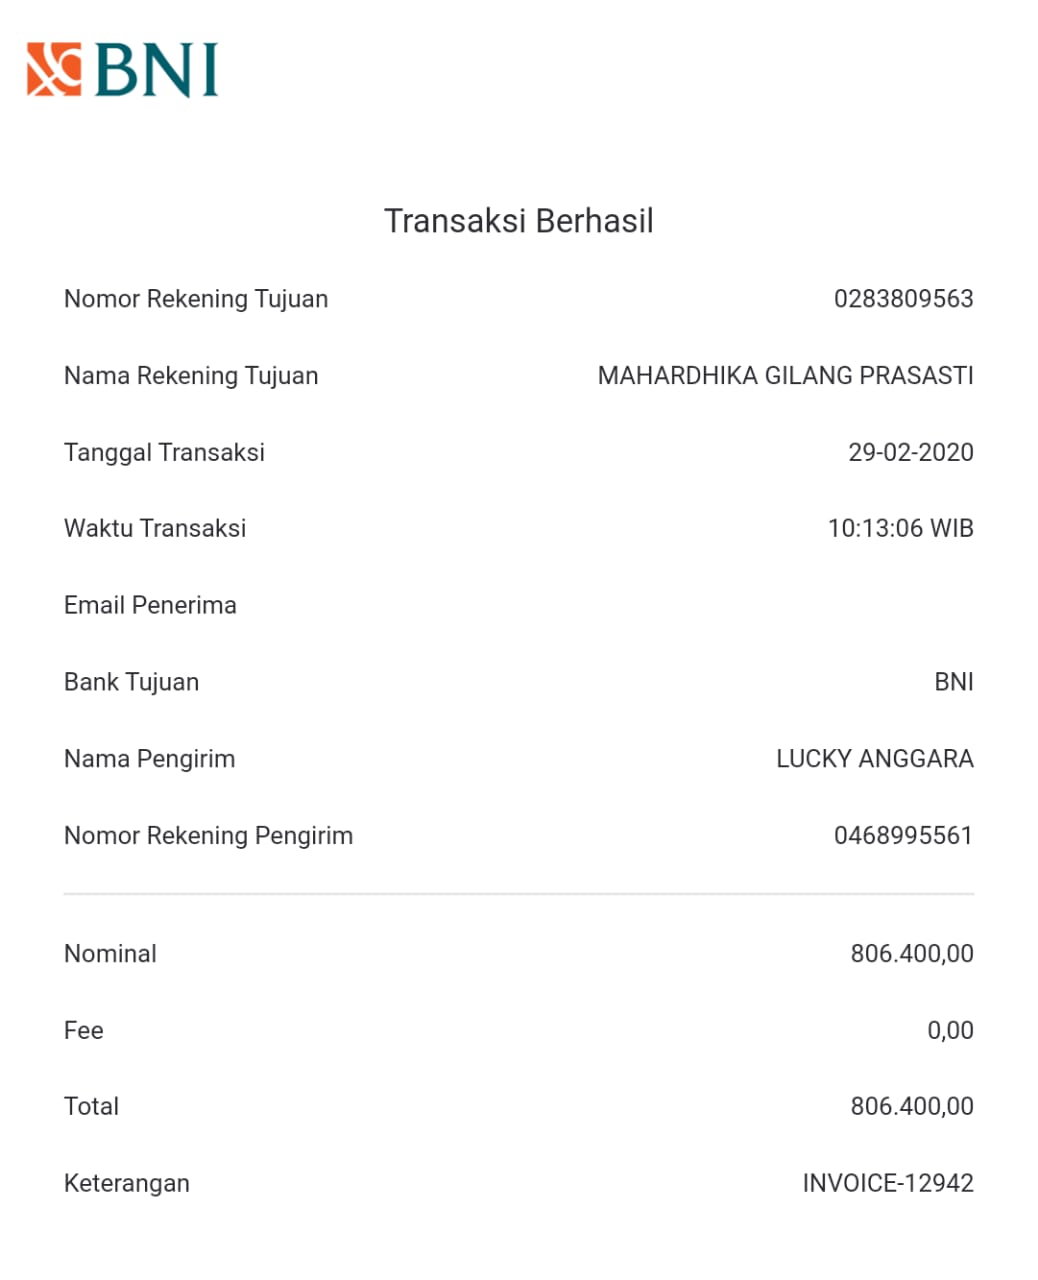 BNI
Transaksi Berhasil
Nomor Rekening Tujuan 0283809563
Nama Rekening Tujuan MAHARDHIKA GILANG PRASASTI
Tanggal Transaksi 29-02-2020
Waktu Transaksi 10:13:06 WIB
Email Penerima
Bank Tujuan BNI
Nama Pengirim LUCKY ANGGARA
Nomor Rekening Pengirim 0468995561
Nominal 806.400,00
Fee 0,00
Total 806.400,00
Keterangan INVOICE-12942